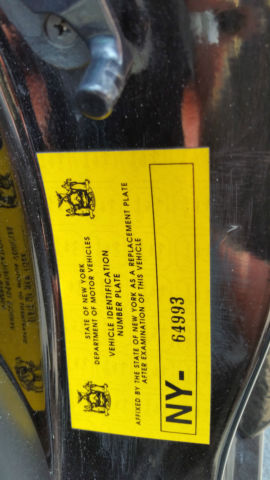 STATE OF NEW YORK
DEPARTMENT OF MOTOR VEHICLES
VEHICLE IDENTIFICATION
NUMBER PLATE
AFFIXED BY THE STATE OF NEW YORK AS A REPLACEMENT PLATE
AFTER EXAMINATION OF THIS VEHICLE
NY- 64993